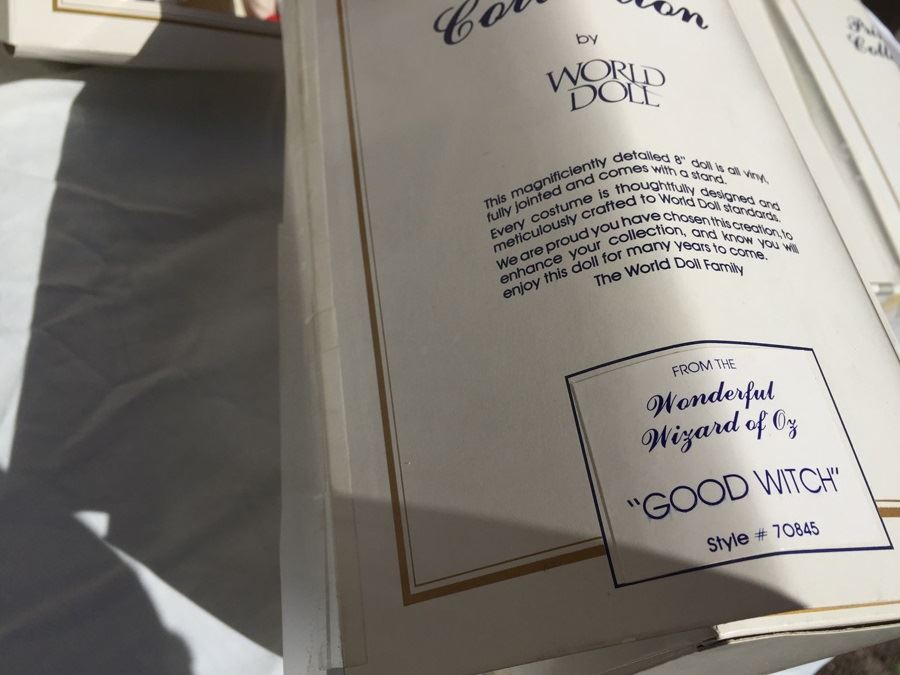 Collection
by
WORLD
DOLL
This magnificiently detailed 8" doll is all vinyl,
fully jointed and comes with a stand.
Every costume is thoughtfully designed and
meticulously crafted to World Doll standards.
We are proud you have chosen this creation, to
enhance your collection, and know you will
enjoy this doll for many years to come.
The World Doll Family
FROM THE
Wonderful
Wizard of Oz
"GOOD WITCH"
Style # 70845